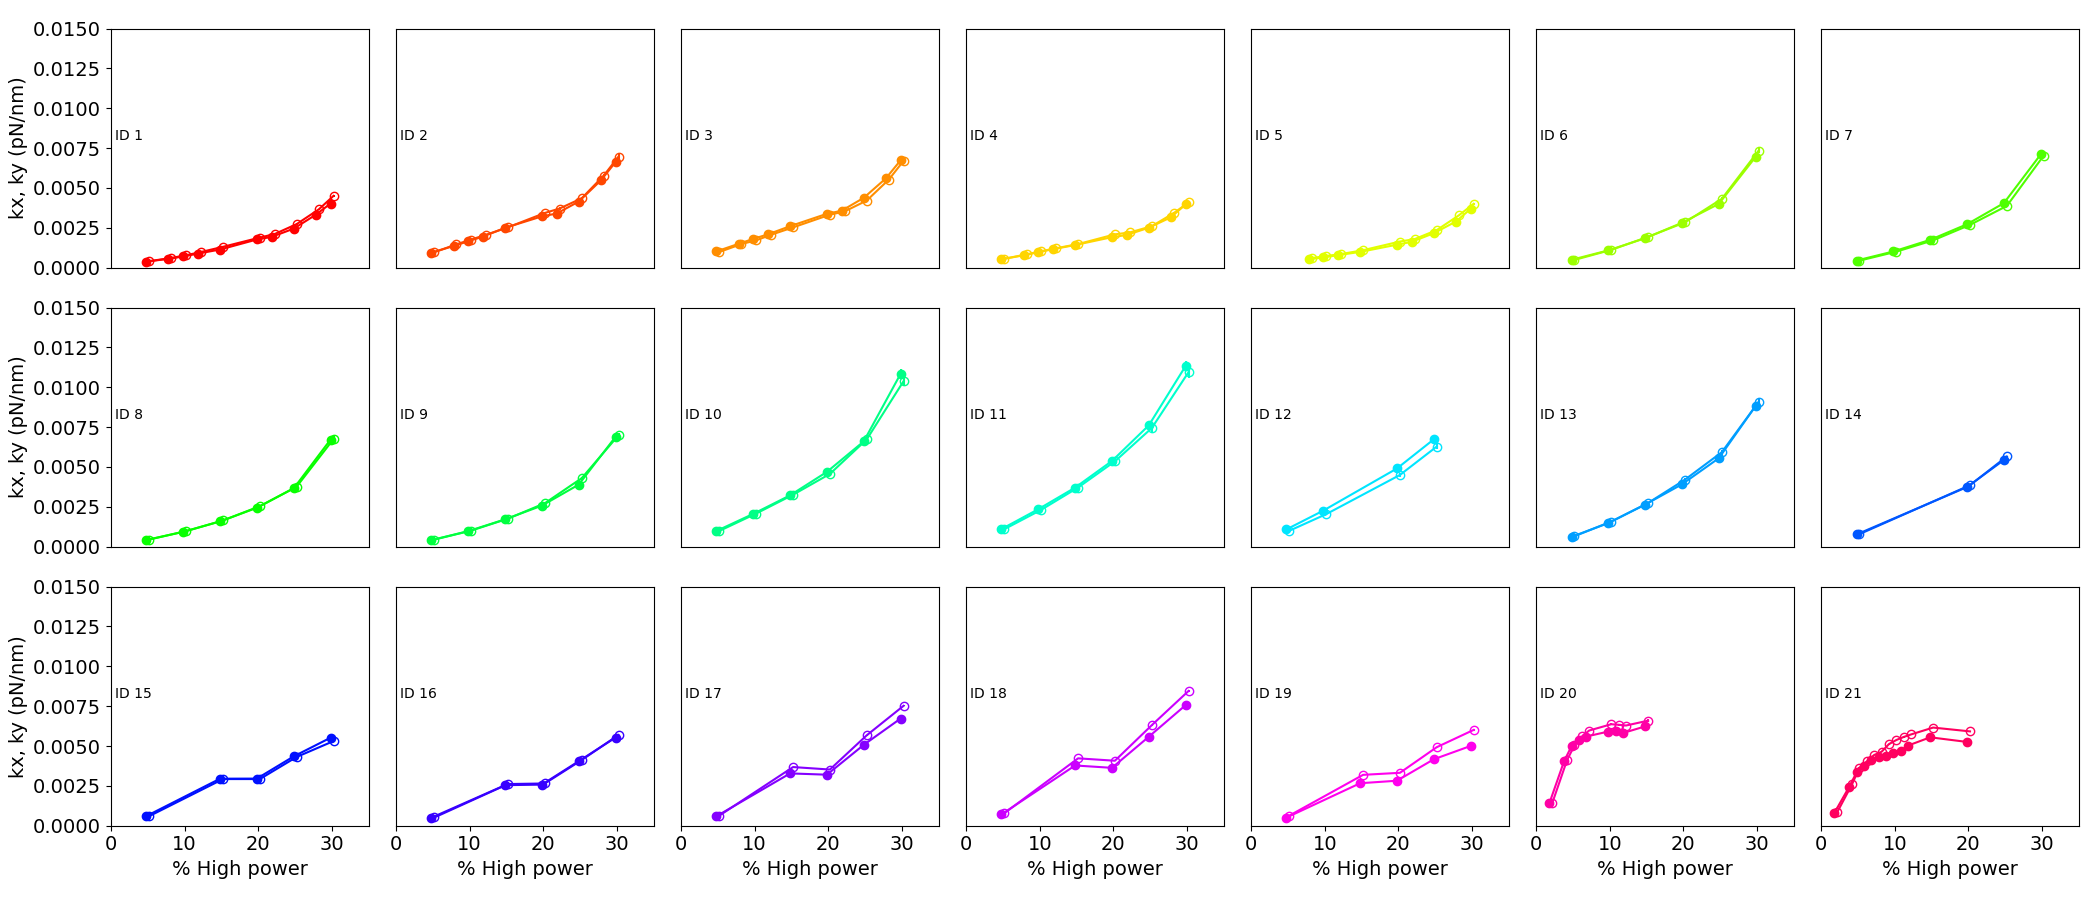 kx, ky (pN/nm)
0.0150
0.0125
0.0100
0.0075
0.0050
0.0025
0.0000
ID 1
ID 2
ID 3
ID 4
ID 5
ID 6
ID 7
kx, ky (pN/nm)
0.0150
0.0125
0.0100
0.0075
0.0050
0.0025
0.0000
ID 8
ID 9
ID 10
ID 11
ID 12
ID 13
ID 14
kx, ky (pN/nm)
0.0150
0.0125
0.0100
0.0075
0.0050
0.0025
0.0000
ID 15
ID 16
ID 17
ID 18
ID 19
ID 20
ID 21
0 10 20 30
0 10 20 30
0 10 20 30
0 10 20 30
0 10 20 30
0 10 20 30
0 10 20 30
% High power
% High power
% High power
% High power
% High power
% High power
% High power